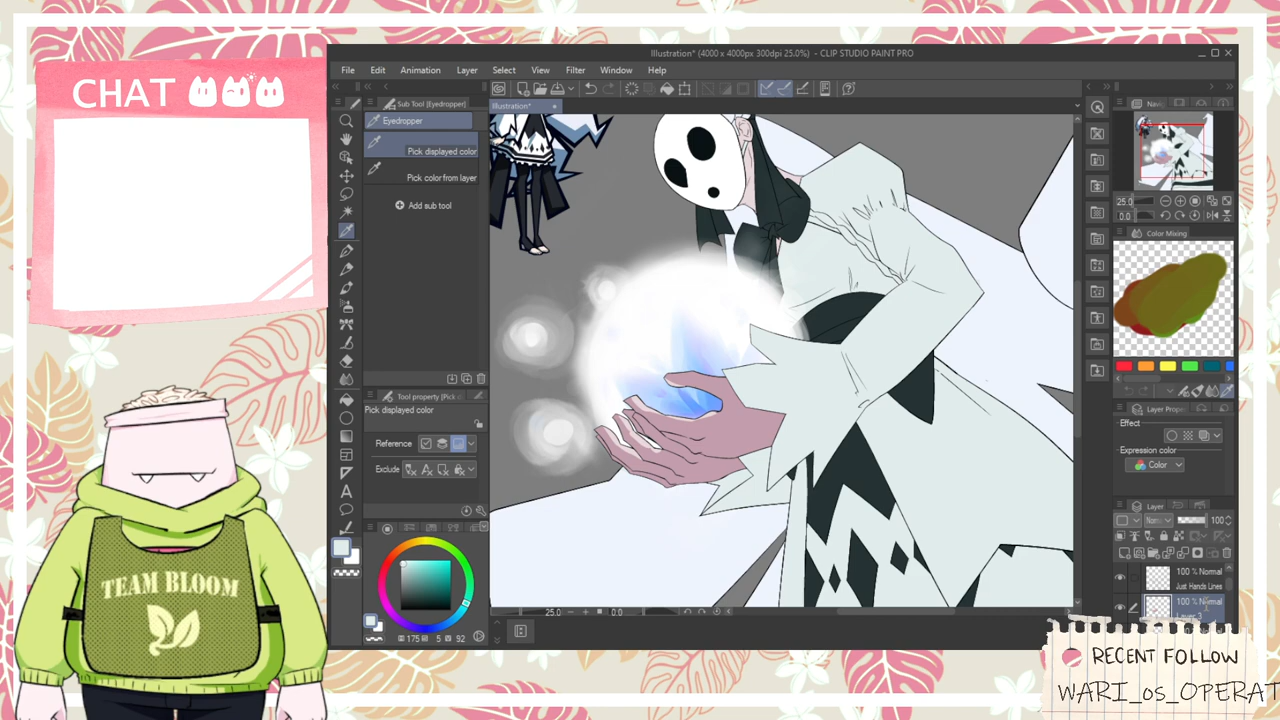 CHAT
Illustration* (4000 x 4000px 300dpi 25.0%) - CLIP STUDIO PAINT PRO
File Edit Animation Layer Select View Filter Window Help
Sub Tool [Eyedropper]
Eyedropper
Pick displayed color
Pick color from layer
Add sub tool
Illustration*
25.0
0.0
Color Mixing
Tool property [Pick
Pick displayed color
Reference
Exclude
Effect
Expression color
Color
Layer
100
100 % Normal
Just Hands Lines
100 % Normal
Layer 3
25.0
0.0
175 5 92
TEAM BLOOM
RECENT FOLLOW
WARI_os_OPERAT